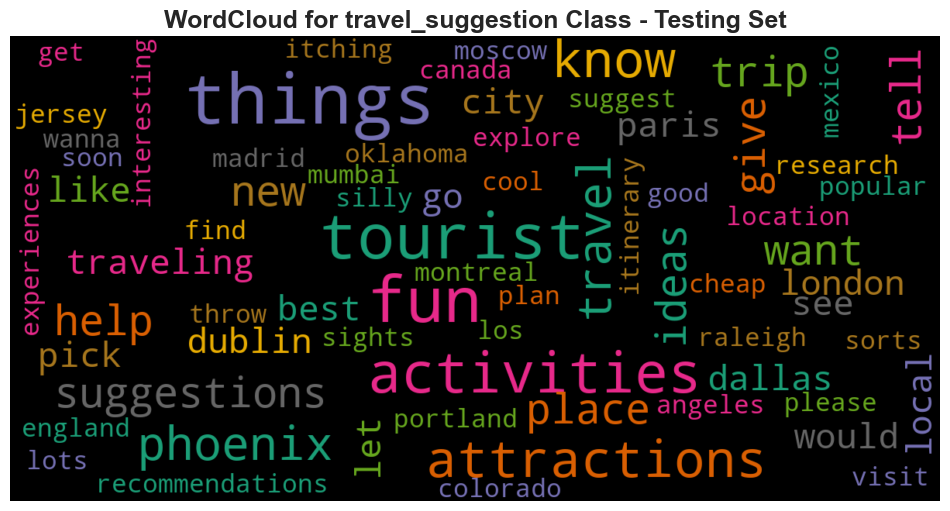 WordCloud for travel_suggestion Class - Testing Set
get
interesting
itching
moscow
canada
know
trip
mexico
tell
things
city
suggest
jersey
wanna
soon
madrid
oklahoma
explore
paris
give
research
popular
experiences
like
new
mumbai
silly
go
cool
travel
itinerary
good
location
find
tourist
traveling
montreal
ideas
want
cheap
london
see
fun
plan
help
throw
best
dublin
sights
los
raleigh
sorts
pick
suggestions
activities
dallas
local
england
phoenix
let
portland
place
angeles
please
would
lots
attractions
recommendations
colorado
visit